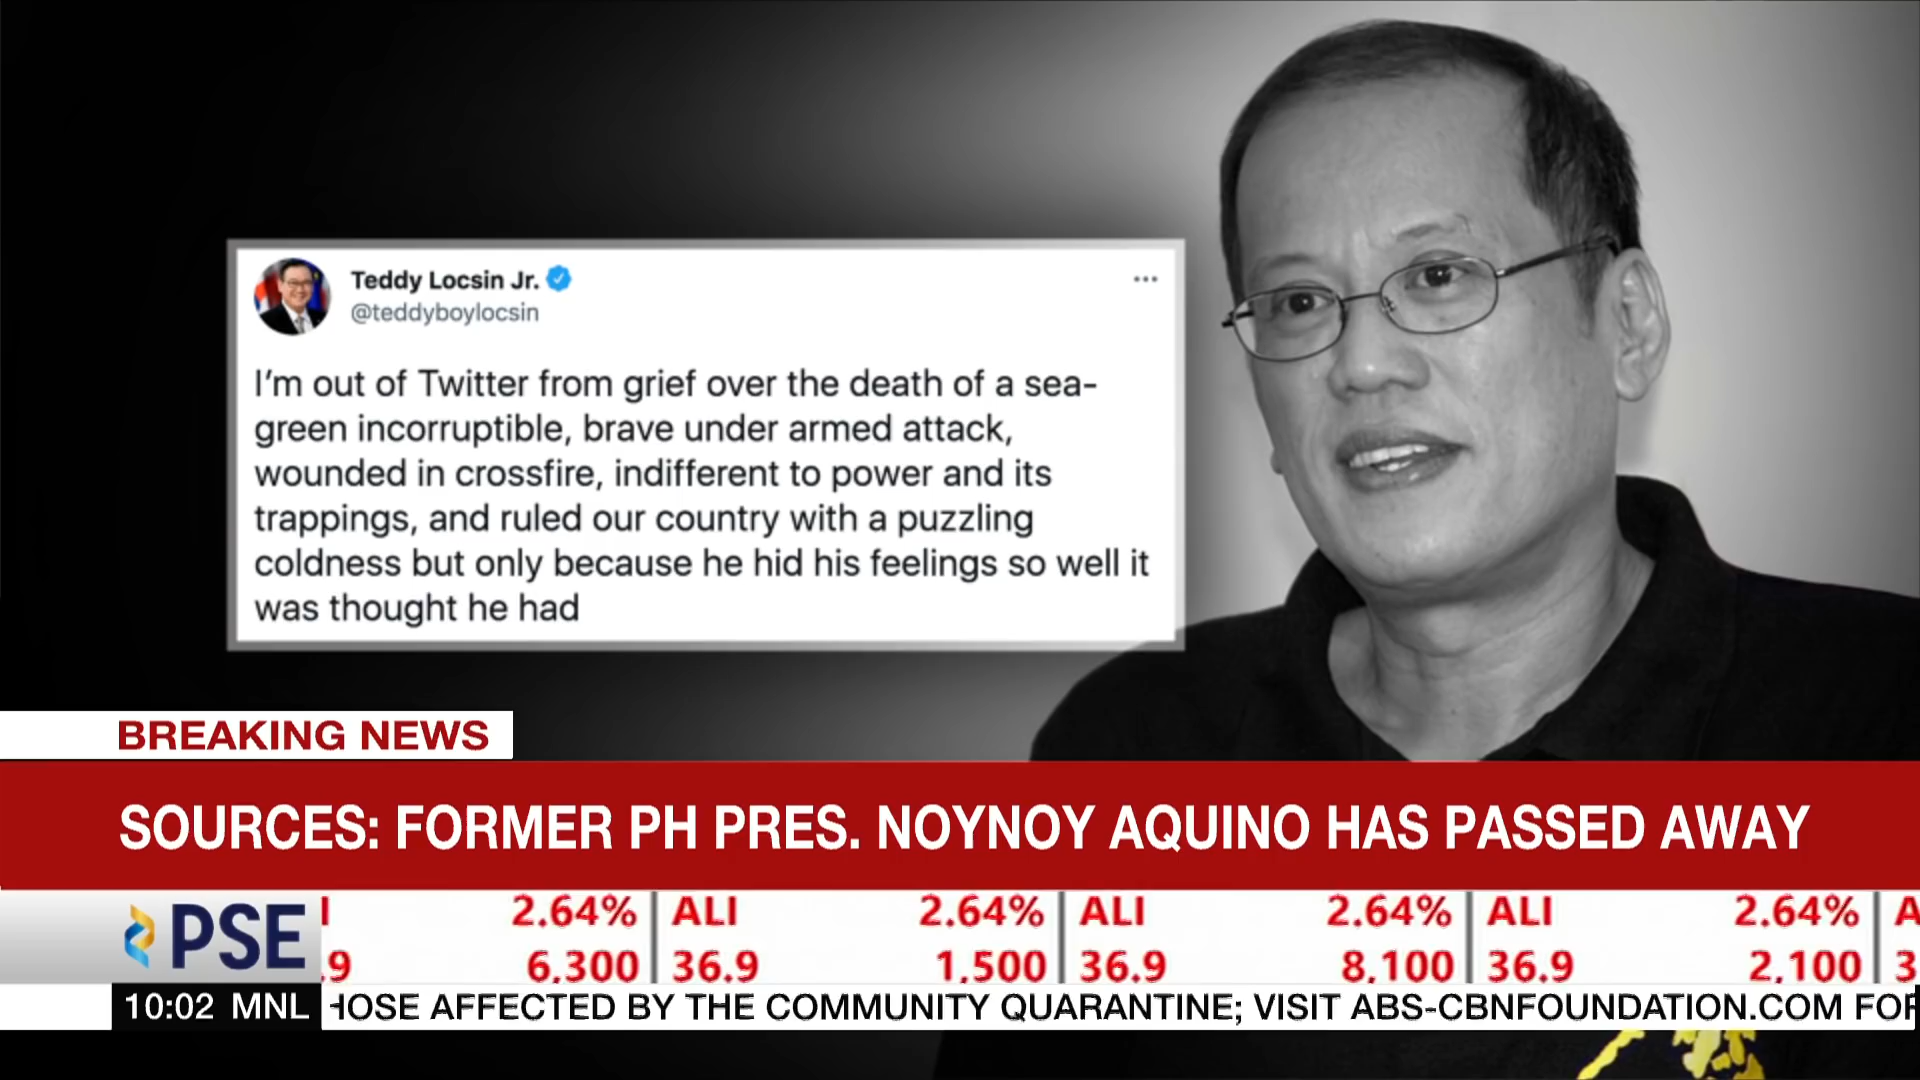 Teddy Locsin Jr.
@teddyboylocsin
I'm out of Twitter from grief over the death of a sea-
green incorruptible, brave under armed attack,
wounded in crossfire, indifferent to power and its
trappings, and ruled our country with a puzzling
coldness but only because he hid his feelings so well it
was thought he had
BREAKING NEWS
SOURCES: FORMER PH PRES. NOYNOY AQUINO HAS PASSED AWAY
PSE I 2.64% ALI 2.64% ALI 2.64% ALI 2.64% A
.9 6,300 36.9 1,500 36.9 8,100 36.9 2,100 3
10:02 MNL HOSE AFFECTED BY THE COMMUNITY QUARANTINE; VISIT ABS-CBNFOUNDATION.COM FOR